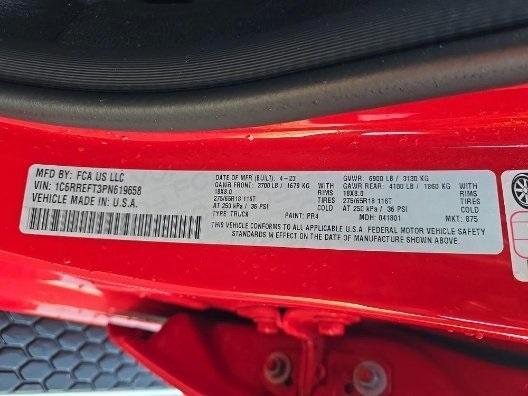 MFD BY: FCA US LLC
VIN: 1C6RREFT3PN619658
VEHICLE MADE IN: U.S.A.
DATE OF MFR (BUILT): 4-23 GVWR: 6900 LB / 3130 KG
GAWR FRONT: 3700 LB / 1679 KG GAWR REAR: 4100 LB / 1860 KG
18X8.0 RIMS 18X8.0 RIMS
275/65R18 116T TIRES 275/65R18 116T TIRES
AT 250 kPa / 36 PSI COLD AT 250 kPa / 36 PSI COLD
TYPE: TRUCK PAINT: PR4 MDH: 041801 MKT: 875
THIS VEHICLE CONFORMS TO ALL APPLICABLE U.S.A. FEDERAL MOTOR VEHICLE SAFETY
STANDARDS IN EFFECT ON THE DATE OF MANUFACTURE SHOWN ABOVE.